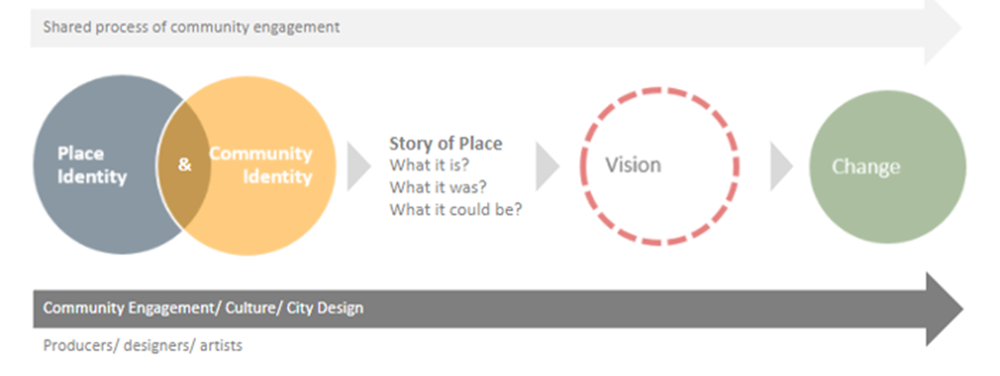 Shared process of community engagement
Place
Identity
&
Community
Identity
Story of Place
What it is?
What it was?
What it could be?
Vision
Change
Community Engagement/ Culture/ City Design
Producers/ designers/ artists